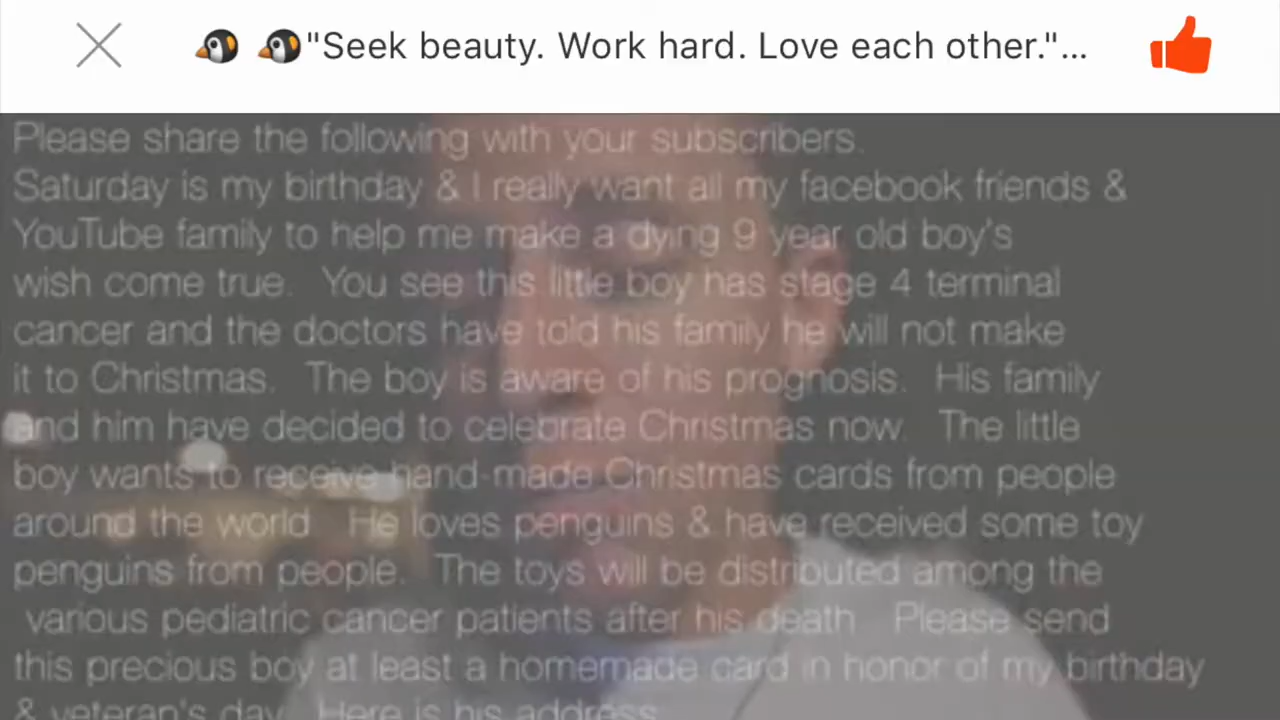 🐧 🐧"Seek beauty. Work hard. Love each other."...
Please share the following with your subscribers.
Saturday is my birthday & I really want all my facebook friends &
YouTube family to help me make a dying 9 year old boy's
wish come true. You see this little boy has stage 4 terminal
cancer and the doctors have told his family he will not make
it to Christmas. The boy is aware of his prognosis. His family
and him have decided to celebrate Christmas now. The little
boy wants to receive hand-made Christmas cards from people
around the world He loves penguins & have received some toy
penguins from people. The toys will be distributed among the
various pediatric cancer patients after his death Please send
this precious boy at least a homemade card in honor of my birthday
& veteran's day Here is his address